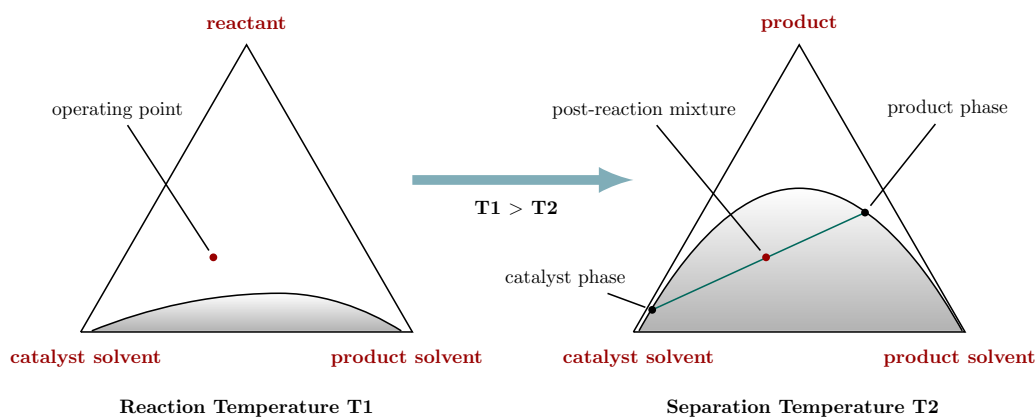 reactant
product
operating point
post-reaction mixture
product phase
T1 > T2
catalyst phase
catalyst solvent
product solvent
catalyst solvent
product solvent
Reaction Temperature T1
Separation Temperature T2